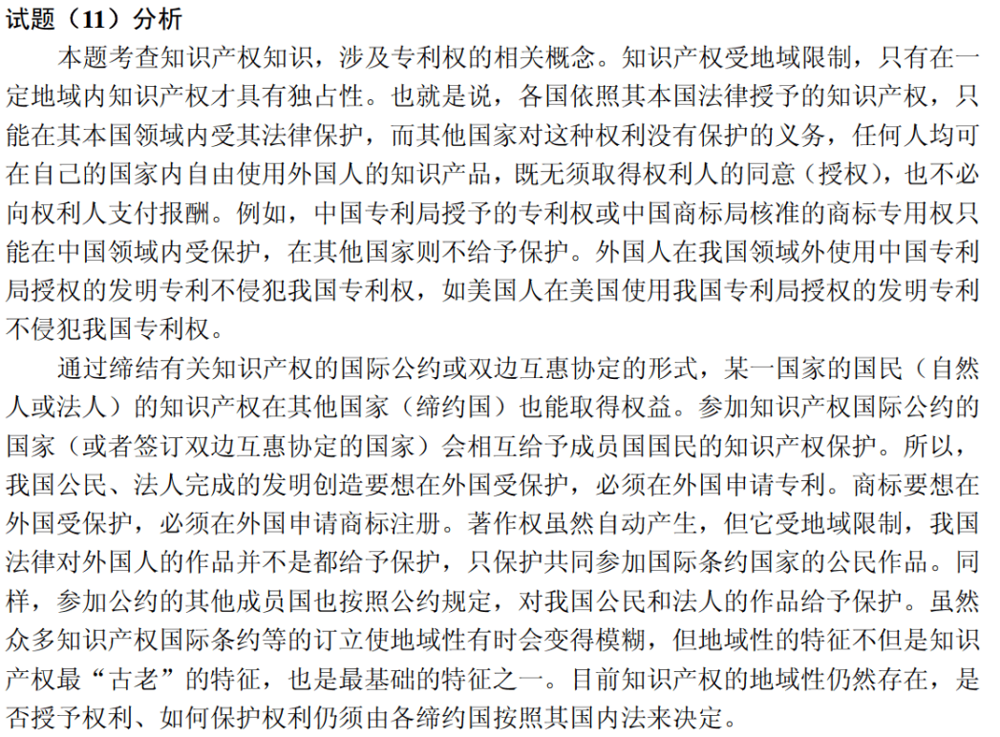 试题（11）分析
本题考查知识产权知识，涉及专利权的相关概念。知识产权受地域限制，只有在一
定地域内知识产权才具有独占性。也就是说，各国依照其本国法律授予的知识产权，只
能在其本国领域内受其法律保护，而其他国家对这种权利没有保护的义务，任何人均可
在自己的国家内自由使用外国人的知识产品，既无须取得权利人的同意（授权），也不必
向权利人支付报酬。例如，中国专利局授予的专利权或中国商标局核准的商标专用权只
能在中国领域内受保护，在其他国家则不给予保护。外国人在我国领域外使用中国专利
局授权的发明专利不侵犯我国专利权，如美国人在美国使用我国专利局授权的发明专利
不侵犯我国专利权。
通过缔结有关知识产权的国际公约或双边互惠协定的形式，某一国家的国民（自然
人或法人）的知识产权在其他国家（缔约国）也能取得权益。参加知识产权国际公约的
国家（或者签订双边互惠协定的国家）会相互给予成员国国民的知识产权保护。所以，
我国公民、法人完成的发明创造要想在外国受保护，必须在外国申请专利。商标要想在
外国受保护，必须在外国申请商标注册。著作权虽然自动产生，但它受地域限制，我国
法律对外国人的作品并不是都给予保护，只保护共同参加国际条约国家的公民作品。同
样，参加公约的其他成员国也按照公约规定，对我国公民和法人的作品给予保护。虽然
众多知识产权国际条约等的订立使地域性有时会变得模糊，但地域性的特征不但是知识
产权最“古老”的特征，也是最基础的特征之一。目前知识产权的地域性仍然存在，是
否授予权利、如何保护权利仍须由各缔约国按照其国内法来决定。